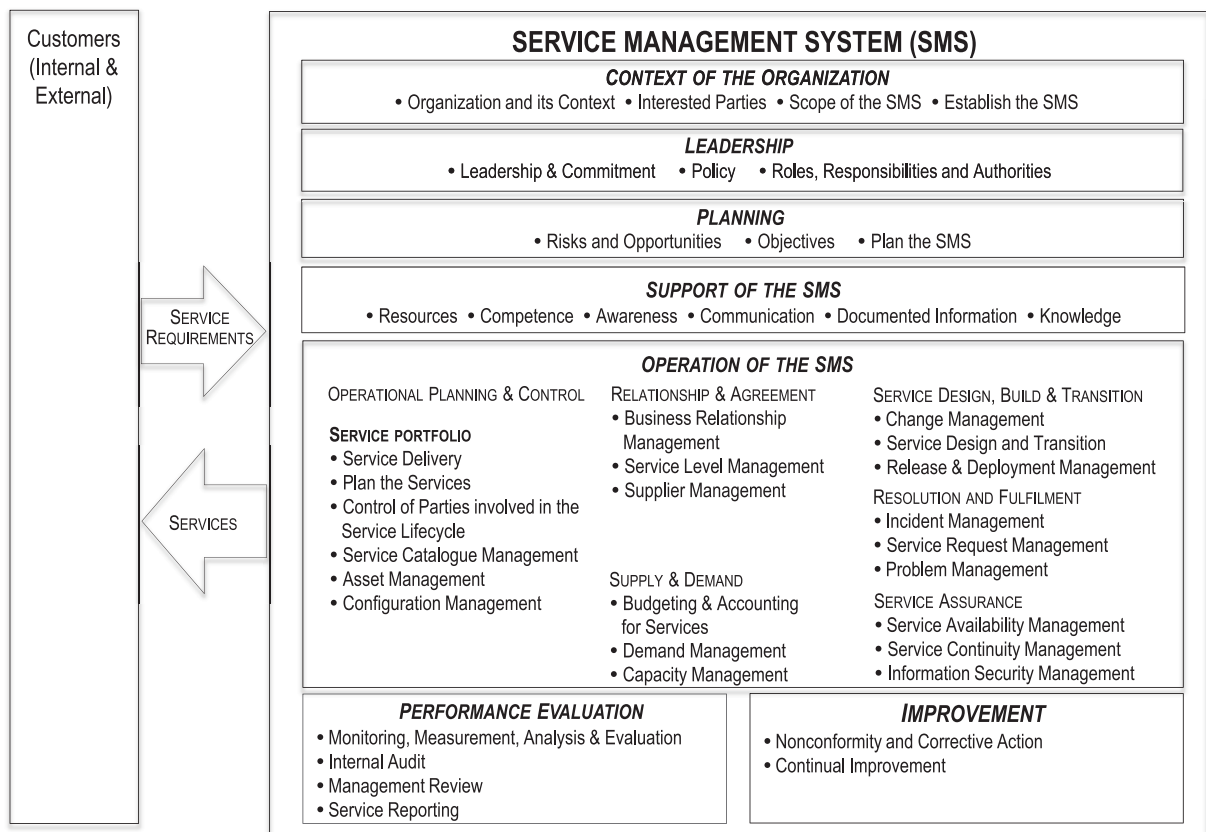 Customers
(Internal &
External)
SERVICE
REQUIREMENTS
SERVICES
SERVICE MANAGEMENT SYSTEM (SMS)
CONTEXT OF THE ORGANIZATION
• Organization and its Context • Interested Parties • Scope of the SMS • Establish the SMS
LEADERSHIP
• Leadership & Commitment • Policy • Roles, Responsibilities and Authorities
PLANNING
• Risks and Opportunities • Objectives • Plan the SMS
SUPPORT OF THE SMS
• Resources • Competence • Awareness • Communication • Documented Information • Knowledge
OPERATION OF THE SMS
OPERATIONAL PLANNING & CONTROL
SERVICE PORTFOLIO
• Service Delivery
• Plan the Services
• Control of Parties involved in the
Service Lifecycle
• Service Catalogue Management
• Asset Management
• Configuration Management
RELATIONSHIP & AGREEMENT
• Business Relationship
Management
• Service Level Management
• Supplier Management
SUPPLY & DEMAND
• Budgeting & Accounting
for Services
• Demand Management
• Capacity Management
SERVICE DESIGN, BUILD & TRANSITION
• Change Management
• Service Design and Transition
• Release & Deployment Management
RESOLUTION AND FULFILMENT
• Incident Management
• Service Request Management
• Problem Management
SERVICE ASSURANCE
• Service Availability Management
• Service Continuity Management
• Information Security Management
PERFORMANCE EVALUATION
• Monitoring, Measurement, Analysis & Evaluation
• Internal Audit
• Management Review
• Service Reporting
IMPROVEMENT
• Nonconformity and Corrective Action
• Continual Improvement